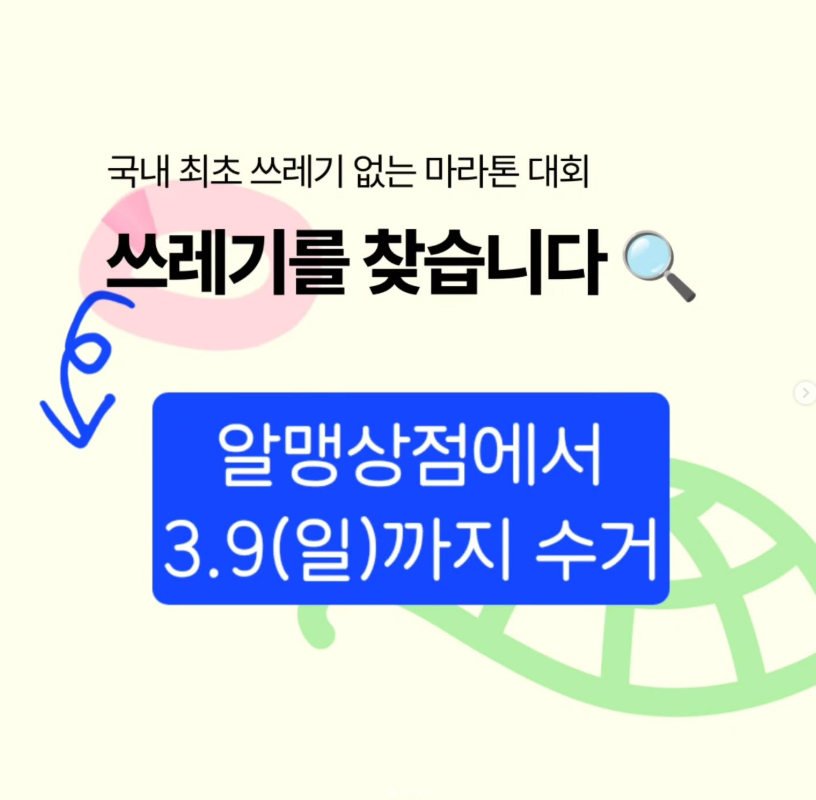 국내 최초 쓰레기 없는 마라톤 대회
쓰레기를 찾습니다
알맹상점에서
3.9(일)까지 수거